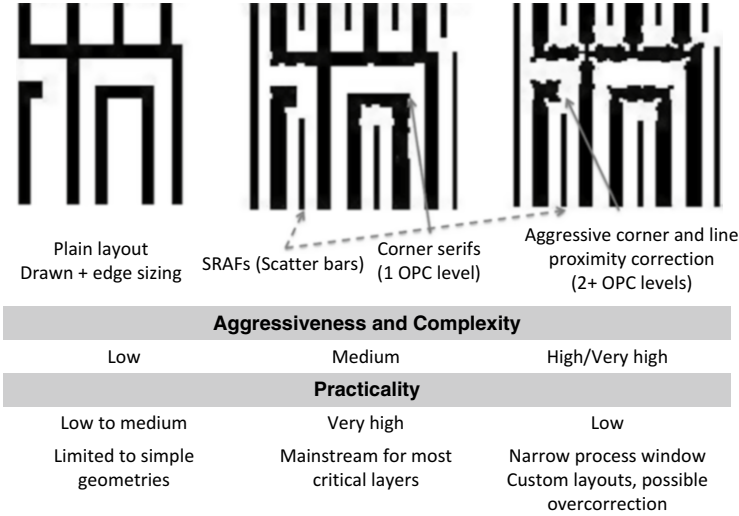 Plain layout
Drawn + edge sizing
SRAFs (Scatter bars)
Corner serifs
(1 OPC level)
Aggressive corner and line
proximity correction
(2+ OPC levels)
Aggressiveness and Complexity
Low
Medium
High/Very high
Practicality
Low to medium
Very high
Low
Limited to simple
geometries
Mainstream for most
critical layers
Narrow process window
Custom layouts, possible
overcorrection